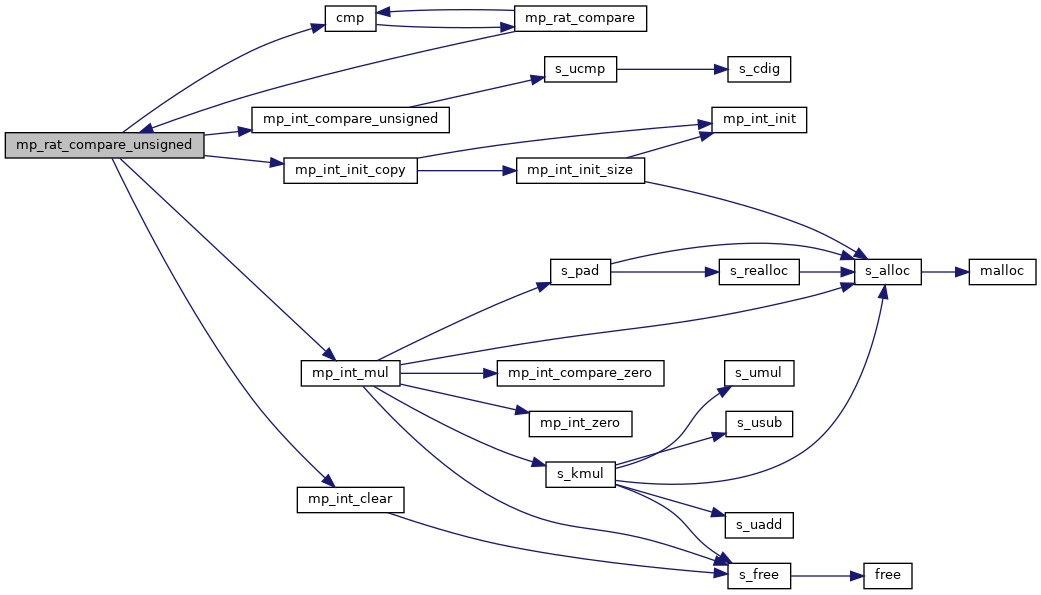 cmp
mp_rat_compare
s_ucmp
s_cdig
mp_int_compare_unsigned
mp_int_init
mp_rat_compare_unsigned
mp_int_init_copy
mp_int_init_size
s_pad
s_realloc
s_alloc
malloc
mp_int_mul
mp_int_compare_zero
s_umul
mp_int_zero
s_usub
s_kmul
mp_int_clear
s_uadd
s_free
free